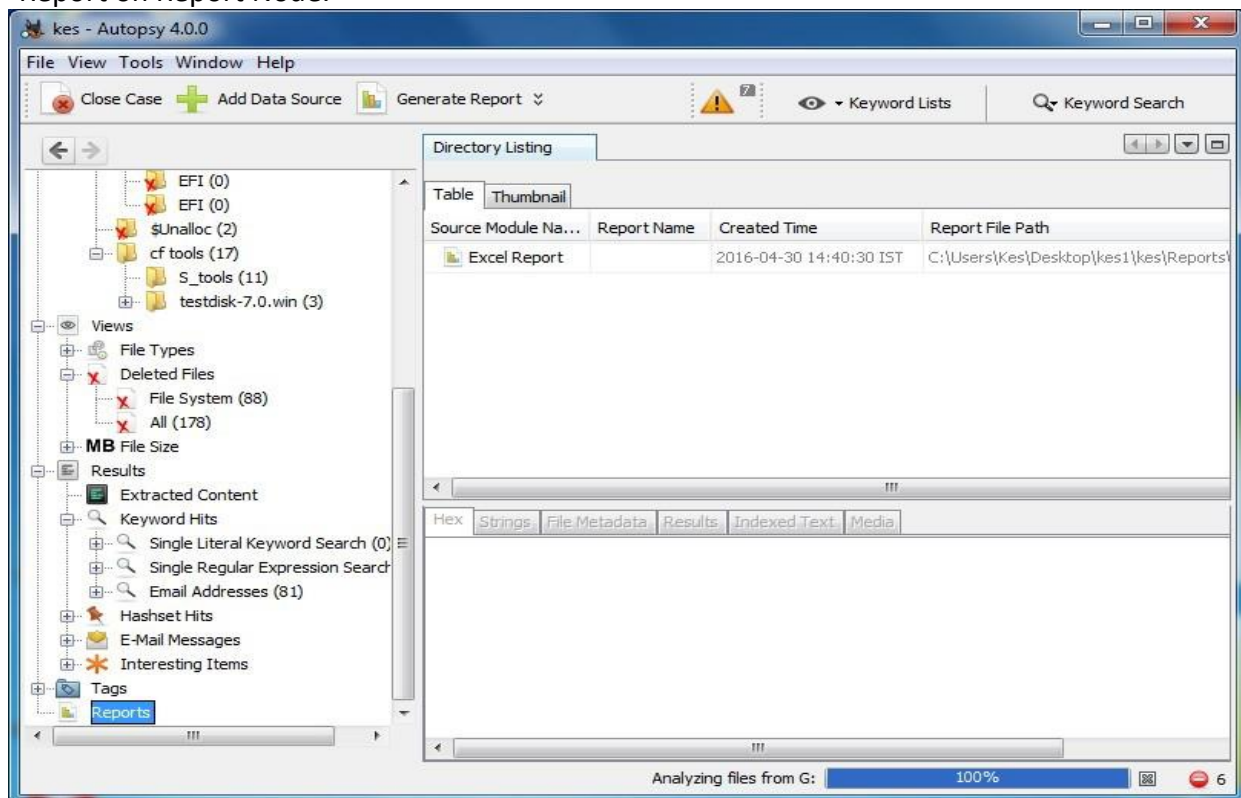 Report on Report Node.
kes - Autopsy 4.0.0
File View Tools Window Help
Close Case Add Data Source Generate Report 7 Keyword Lists Keyword Search
Directory Listing
EFI (0)
EFI (0)
$Unalloc (2)
cf tools (17)
S_tools (11)
testdisk-7.0.win (3)
Views
File Types
Deleted Files
File System (88)
All (178)
MB File Size
Results
Extracted Content
Keyword Hits
Single Literal Keyword Search (0)
Single Regular Expression Search
Email Addresses (81)
Hashset Hits
E-Mail Messages
Interesting Items
Tags
Reports
Table Thumbnail
Source Module Na... Report Name Created Time Report File Path
Excel Report 2016-04-30 14:40:30 IST C:\Users\Kes\Desktop\kes1\kes\Reports\
Hex Strings File Metadata Results Indexed Text Media
Analyzing files from G: 100% 6